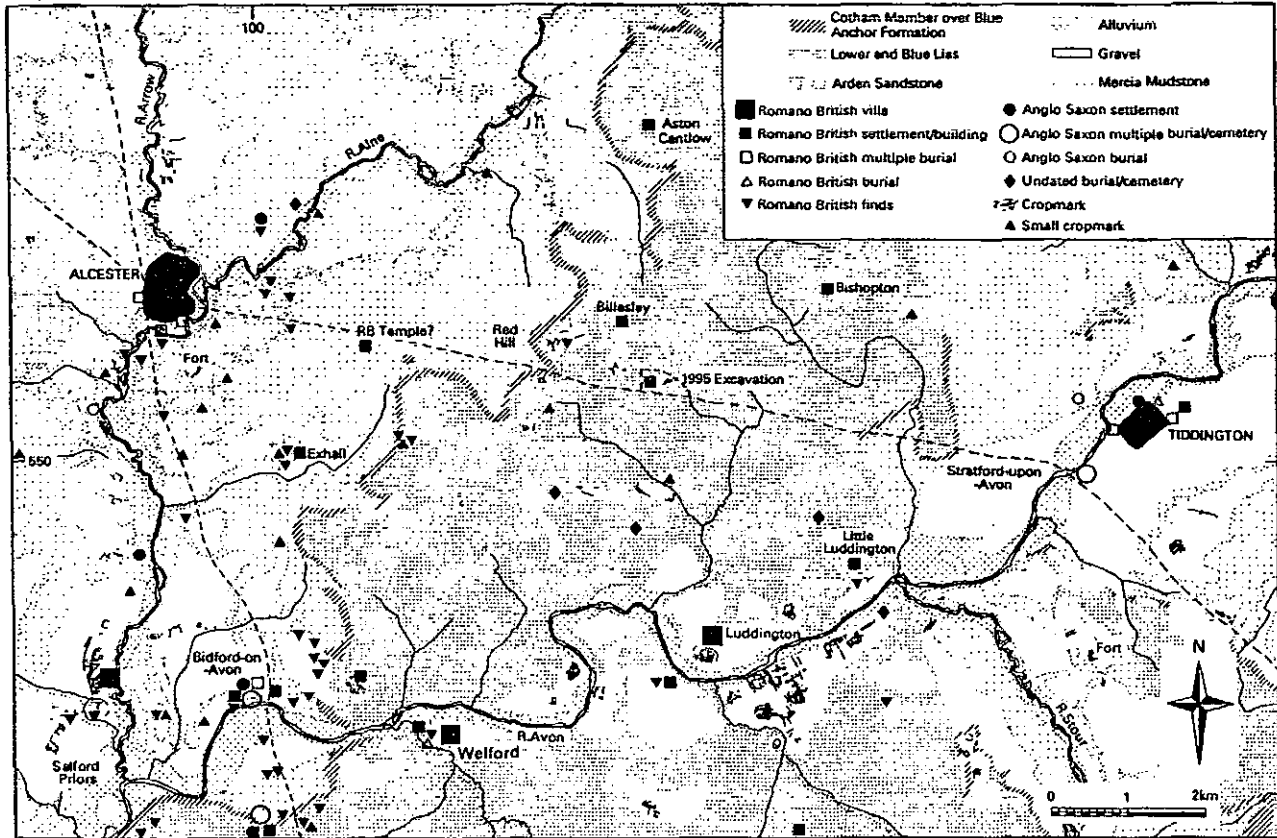 100
550
Cotham Member over Blue
Anchor Formation
Lower and Blue Lias
Arden Sandstone
Alluvium
Gravel
Mercia Mudstone
Romano British villa
Romano British settlement/building
Romano British multiple burial
Romano British burial
Romano British finds
Anglo Saxon settlement
Anglo Saxon multiple burial/cemetery
Anglo Saxon burial
Undated burial/cemetery
Cropmark
Small cropmark
R.Arrow
R.Alne
Aston
Cantlow
ALCESTER
Fort
RB Temple?
Red
Hill
Billesley
Bishopton
1995 Excavation
Exhall
TIDDINGTON
Stratford-upon
-Avon
Little
Luddington
Luddington
Bidford-on
-Avon
Salford
Priors
Welford
R.Avon
R.Stour
Fort
N
0 1 2km